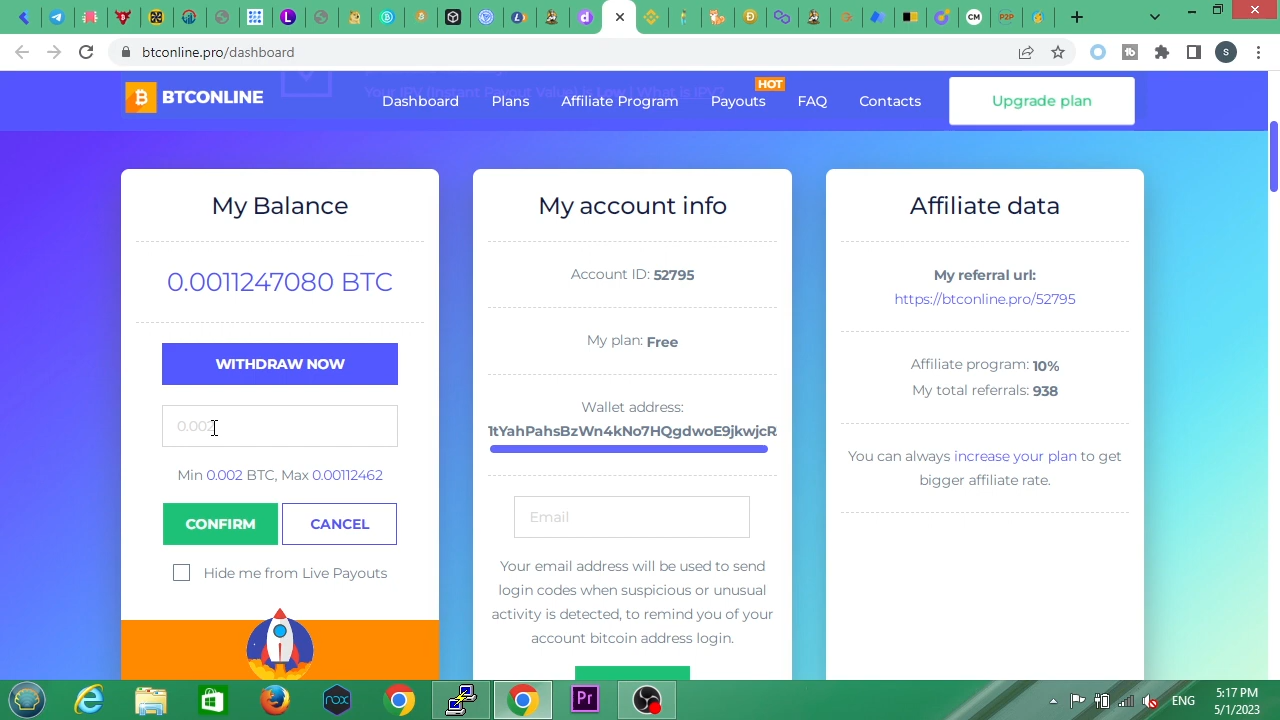 btconline.pro/dashboard
S
HOT
BTCONLINE
Dashboard
Plans
Affiliate Program
Payouts
FAQ
Contacts
Upgrade plan
My Balance
0.0011247080 BTC
WITHDRAW NOW
0.002
Min 0.002 BTC, Max 0.00112462
CONFIRM
CANCEL
Hide me from Live Payouts
My account info
Account ID: 52795
My plan: Free
Wallet address:
1tYahPahsBzWn4kNo7HQgdwoE9jkwjcR
Email
Your email address will be used to send
login codes when suspicious or unusual
activity is detected, to remind you of your
account bitcoin address login.
Affiliate data
My referral url:
https://btconline.pro/52795
Affiliate program: 10%
My total referrals: 938
You can always increase your plan to get
bigger affiliate rate.
nox
Pr
ENG
5:17 PM
5/1/2023